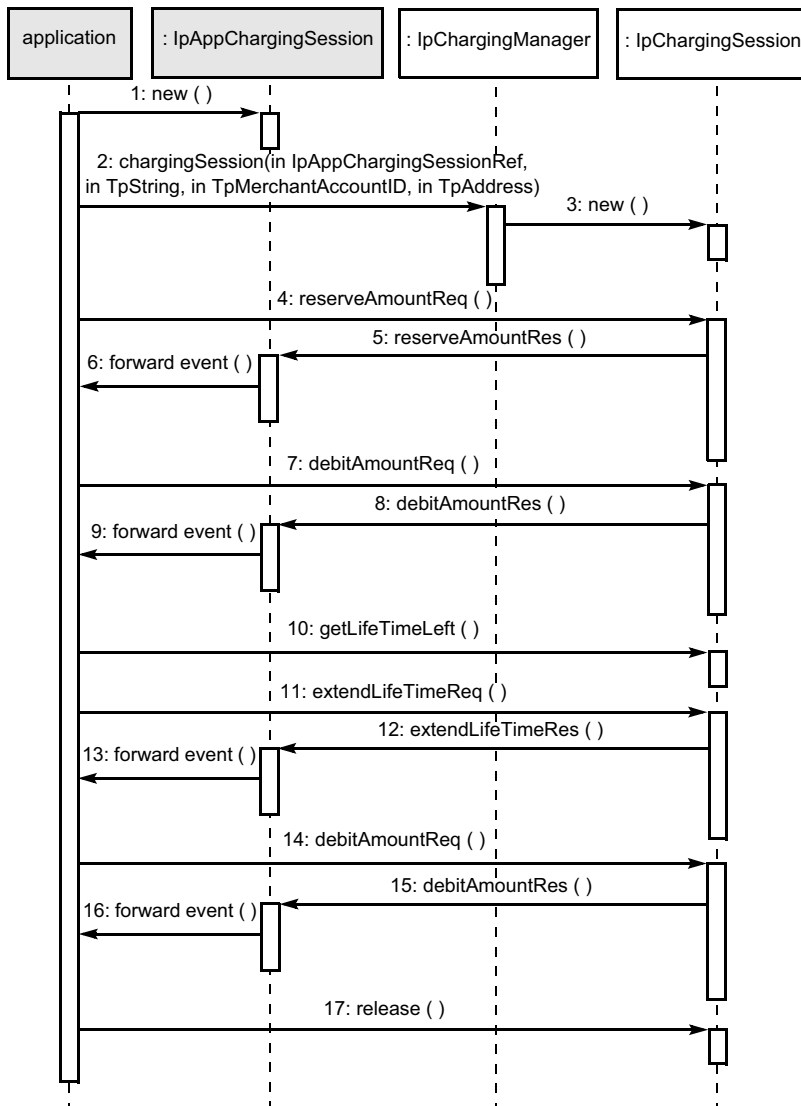 application
: IpAppChargingSession
: IpChargingManager
: IpChargingSession
1: new ( )
2: chargingSession(in IpAppChargingSessionRef,
in TpString, in TpMerchantAccountID, in TpAddress)
3: new ( )
4: reserveAmountReq ( )
5: reserveAmountRes ( )
6: forward event ( )
7: debitAmountReq ( )
8: debitAmountRes ( )
9: forward event ( )
10: getLifeTimeLeft ( )
11: extendLifeTimeReq ( )
12: extendLifeTimeRes ( )
13: forward event ( )
14: debitAmountReq ( )
15: debitAmountRes ( )
16: forward event ( )
17: release ( )